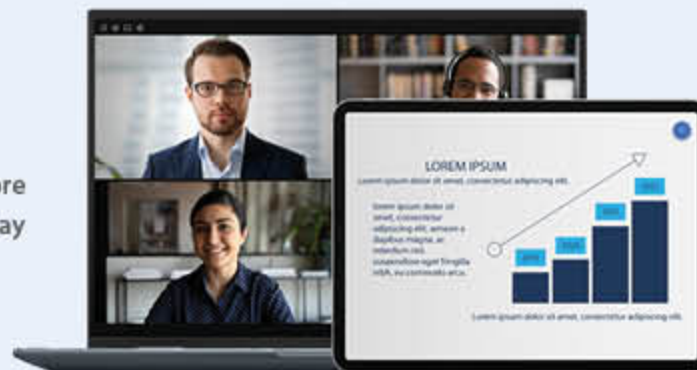 ore
ay
LOREM IPSUM
Lorem ipsum dolor sit amet, consectetur adipiscing elit.
lorem ipsum dolor sit
amet, consectetur
adipiscing elit, aenean a
dapibus magna, ac
interdum nisl.
suspendisse eget fringilla
nibh, eu commodo arcu.
Lorem ipsum dolor sit amet, consectetur adipiscing elit.